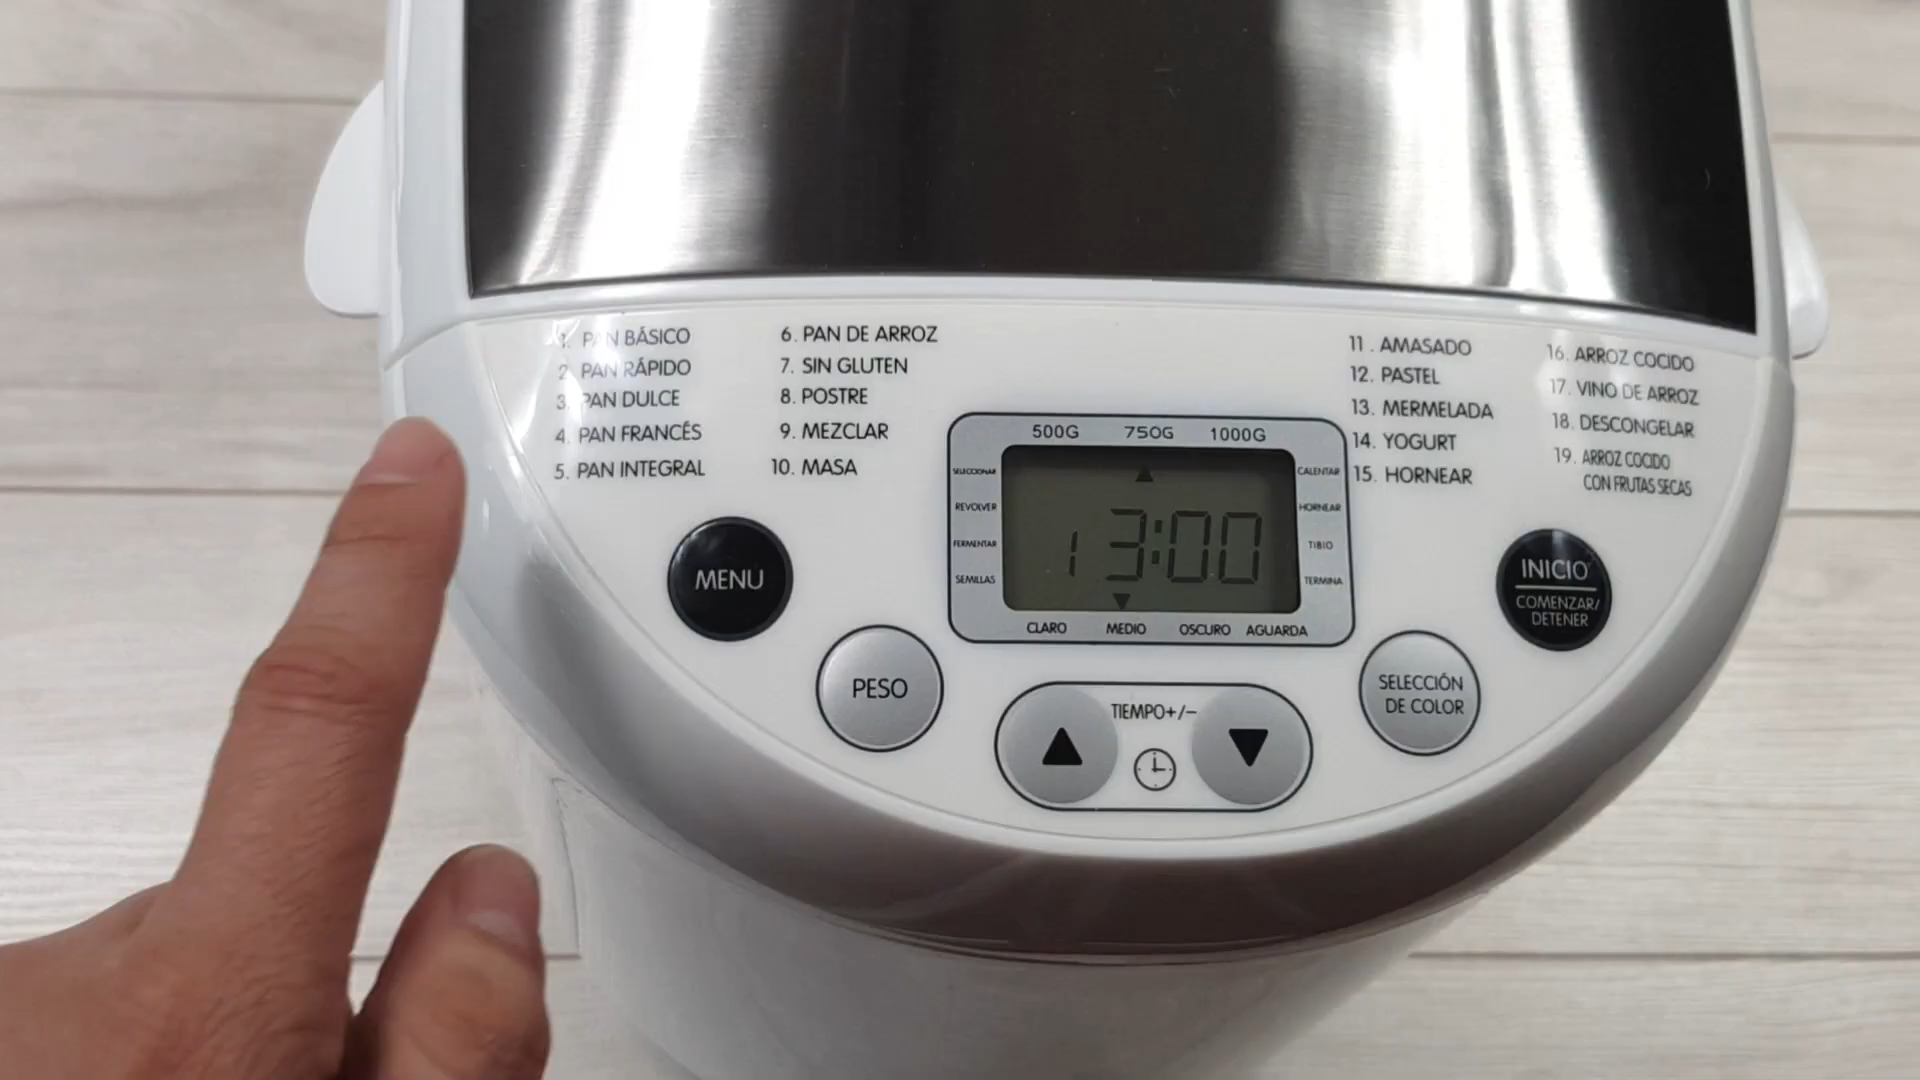 1. PAN BÁSICO
2. PAN RÁPIDO
3. PAN DULCE
4. PAN FRANCÉS
5. PAN INTEGRAL
6. PAN DE ARROZ
7. SIN GLUTEN
8. POSTRE
9. MEZCLAR
10. MASA
11. AMASADO
12. PASTEL
13. MERMELADA
14. YOGURT
15. HORNEAR
16. ARROZ COCIDO
17. VINO DE ARROZ
18. DESCONGELAR
19. ARROZ COCIDO
CON FRUTAS SECAS
500G 750G 1000G
SELECCIONAR
REVOLVER
FERMENTAR
SEMILLAS
1 3:00
CALENTAR
HORNEAR
TIBIO
TERMINA
CLARO MEDIO OSCURO AGUARDA
MENU
PESO
TIEMPO+/-
SELECCIÓN
DE COLOR
INICIO
COMENZAR/
DETENER